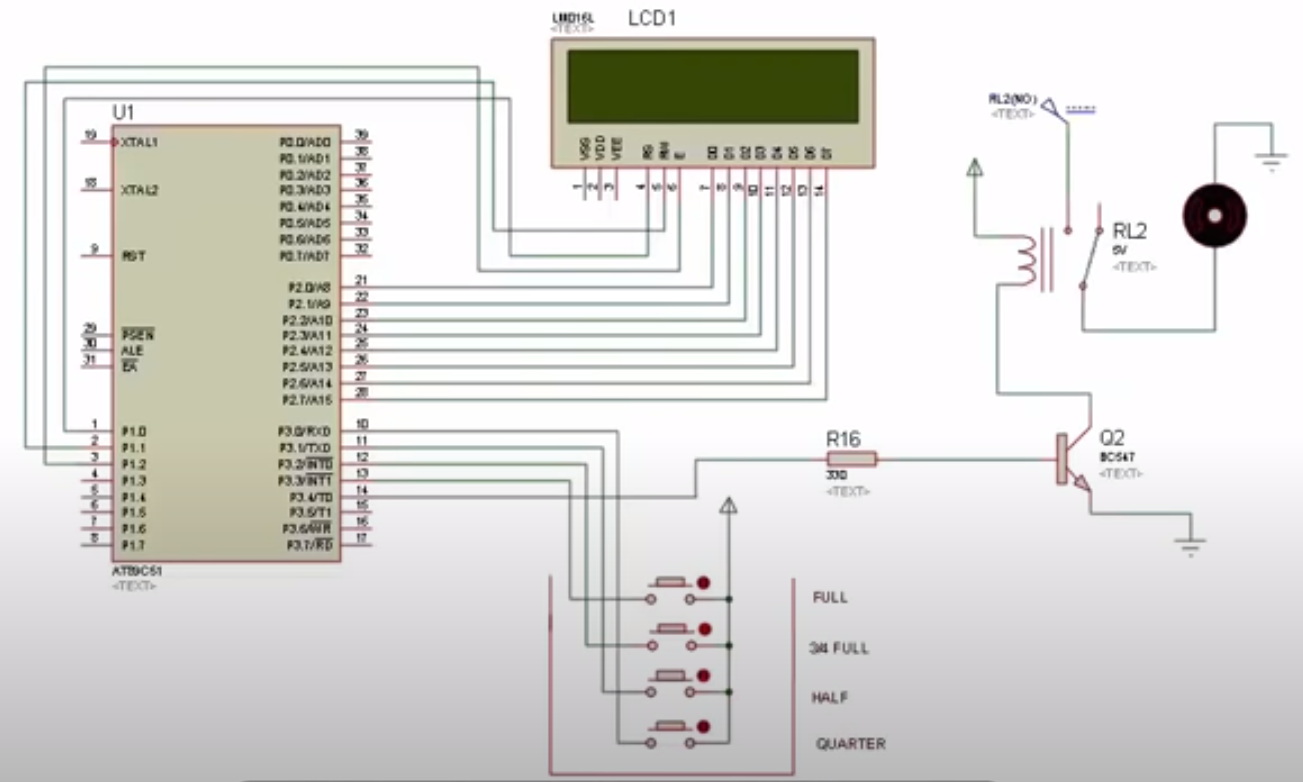 LMD16L
LCD1
<TEXT>
VSS
VDD
VEE
RS
RW
E
D0
D1
D2
D3
D4
D5
D6
D7
1
2
3
4
5
6
7
8
9
10
11
12
13
14
RL2(NO)
<TEXT>
RL2
5V
<TEXT>
U1
19 XTAL1 P0.0/AD0 39
P0.1/AD1 38
P0.2/AD2 37
18 XTAL2 P0.3/AD3 36
P0.4/AD4 35
P0.5/AD5 34
P0.6/AD6 33
9 RST P0.7/AD7 32
P2.0/A8 21
P2.1/A9 22
P2.2/A10 23
29 PSEN P2.3/A11 24
30 ALE P2.4/A12 25
31 EA P2.5/A13 26
P2.6/A14 27
P2.7/A15 28
1 P1.0 P3.0/RXD 10
2 P1.1 P3.1/TXD 11
3 P1.2 P3.2/INT0 12
4 P1.3 P3.3/INT1 13
5 P1.4 P3.4/T0 14
6 P1.5 P3.5/T1 15
7 P1.6 P3.6/WR 16
8 P1.7 P3.7/RD 17
AT89C51
<TEXT>
R16
330
<TEXT>
Q2
BC547
<TEXT>
FULL
3/4 FULL
HALF
QUARTER